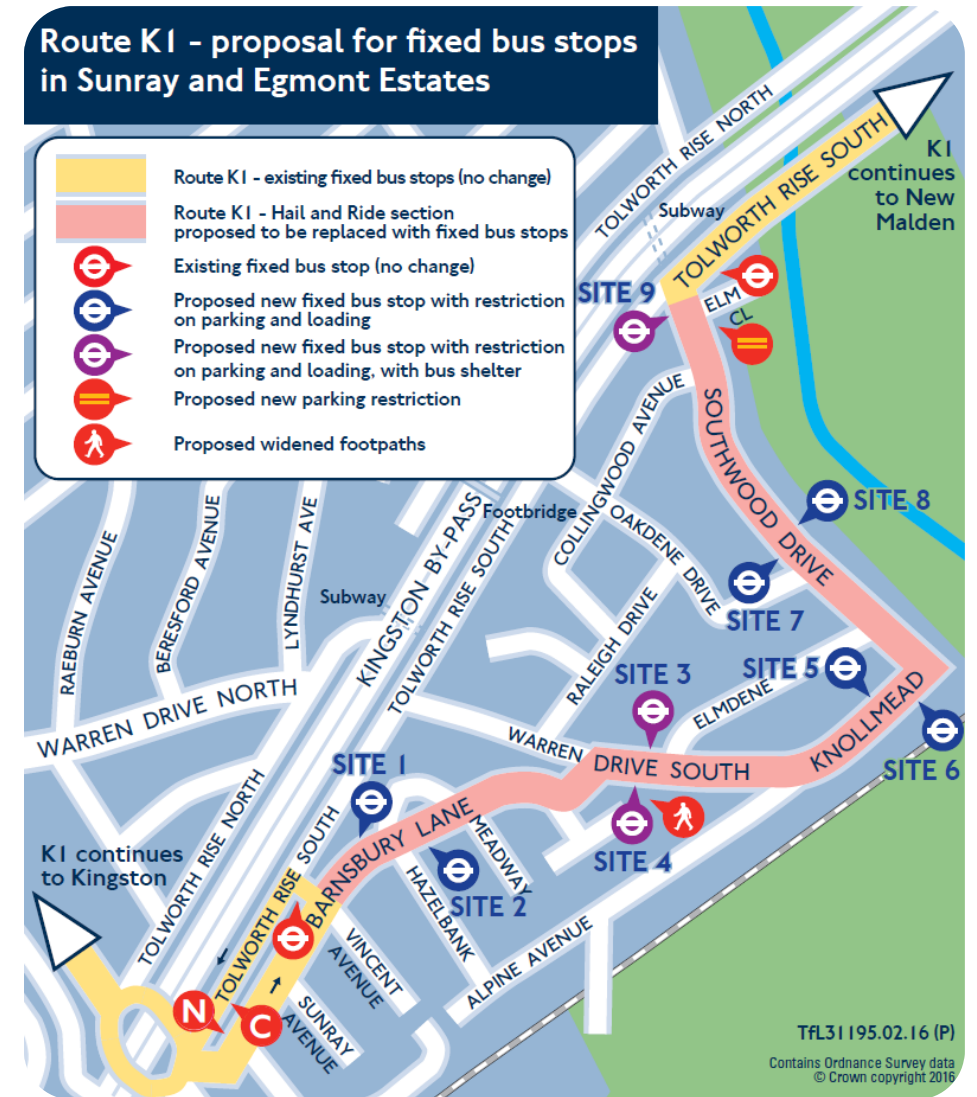 Route K1 - proposal for fixed bus stops
in Sunray and Egmont Estates
Route K1 - existing fixed bus stops (no change)
Route K1 - Hail and Ride section
proposed to be replaced with fixed bus stops
Existing fixed bus stop (no change)
Proposed new fixed bus stop with restriction
on parking and loading
Proposed new fixed bus stop with restriction
on parking and loading, with bus shelter
Proposed new parking restriction
Proposed widened footpaths
TOLWORTH RISE NORTH
TOLWORTH RISE SOUTH
K1
continues
to New
Malden
Subway
SITE 9
ELM
CL
COLLINGWOOD AVENUE
SOUTHWOOD DRIVE
SITE 8
KINGSTON BY-PASS
Footbridge
OAKDENE DRIVE
RAEBURN AVENUE
BERESFORD AVENUE
LYNDHURST AVE
Subway
TOLWORTH RISE SOUTH
RALEIGH DRIVE
SITE 7
SITE 3
SITE 5
ELMDENE
KNOLLMEAD
WARREN DRIVE NORTH
WARREN
DRIVE SOUTH
SITE 6
SITE 1
TOLWORTH RISE NORTH
TOLWORTH RISE SOUTH
BARNSBURY LANE
MEADWAY
SITE 4
K1 continues
to Kingston
HAZELBANK
SITE 2
VINCENT
AVENUE
ALPINE AVENUE
SUNRAY
AVENUE
N
C
TfL31195.02.16 (P)
Contains Ordnance Survey data
© Crown copyright 2016